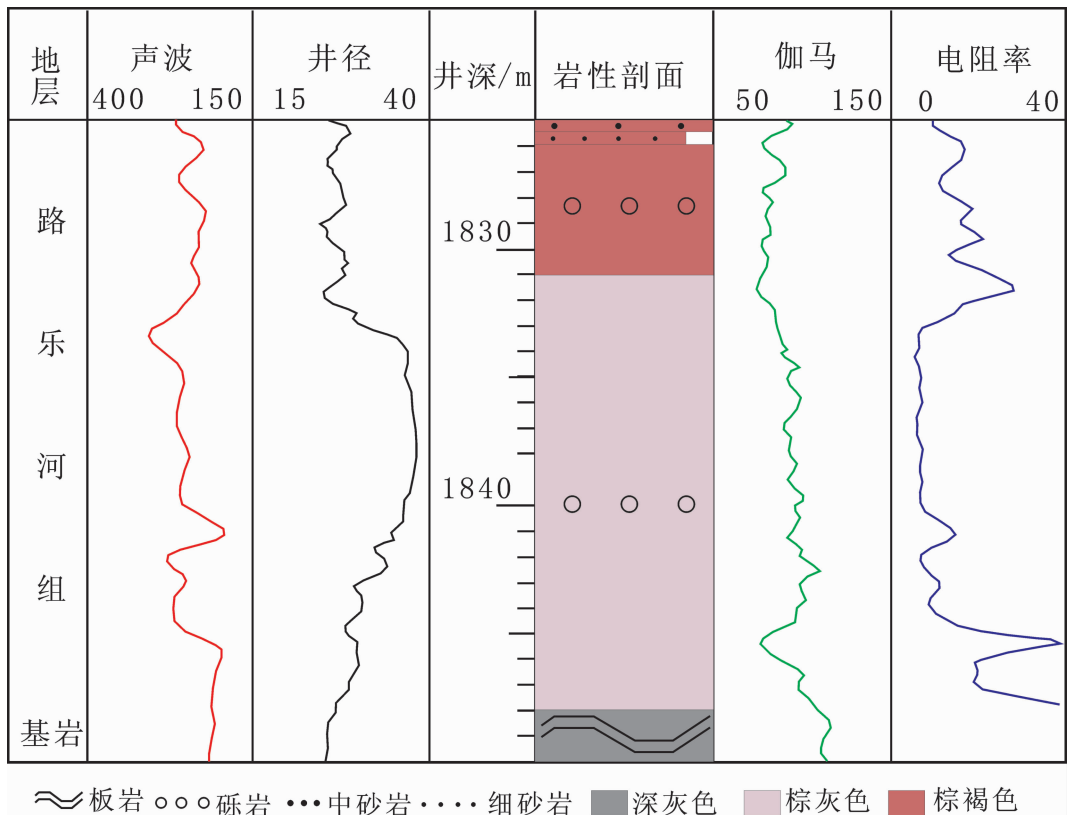 地层 声波 井径 井深/m 岩性剖面 伽马 电阻率
400 150 15 40 50 150 0 40
路
1830
乐
河
1840
组
基岩
板岩 砾岩 中砂岩 细砂岩 深灰色 棕灰色 棕褐色